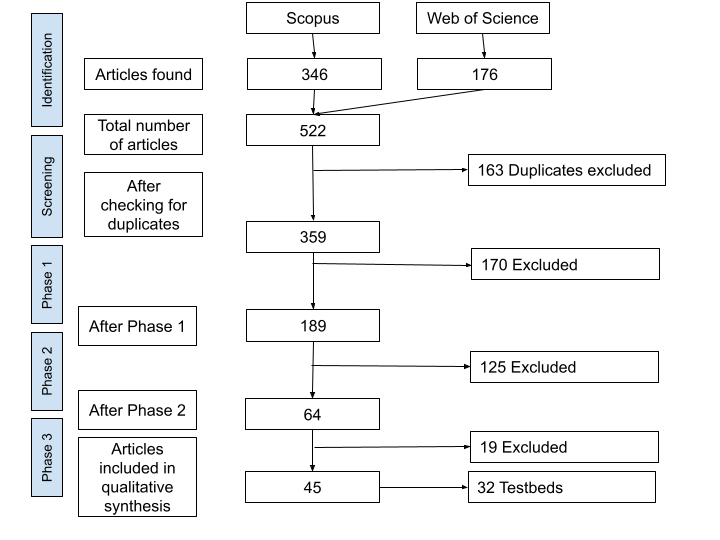 Scopus
Web of Science
Identification
Articles found
346
176
Total number
of articles
522
Screening
163 Duplicates excluded
After
checking for
duplicates
359
Phase 1
170 Excluded
After Phase 1
189
Phase 2
125 Excluded
After Phase 2
64
Phase 3
19 Excluded
Articles
included in
qualitative
synthesis
45
32 Testbeds